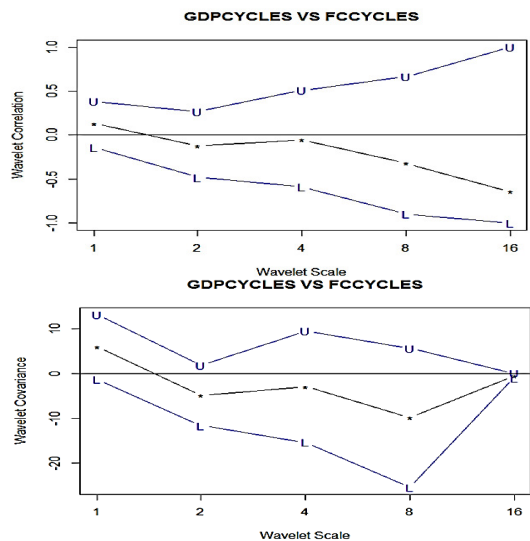 GDPCYCLES VS FCCYCLES
Wavelet Correlation
1.0
0.5
0.0
-0.5
-1.0
U U U U U
* * * * *
L L L L L
1 2 4 8 16
Wavelet Scale
GDPCYCLES VS FCCYCLES
Wavelet Covariance
10
0
-10
-20
U U U U U
* * * * *
L L L L L
1 2 4 8 16
Wavelet Scale